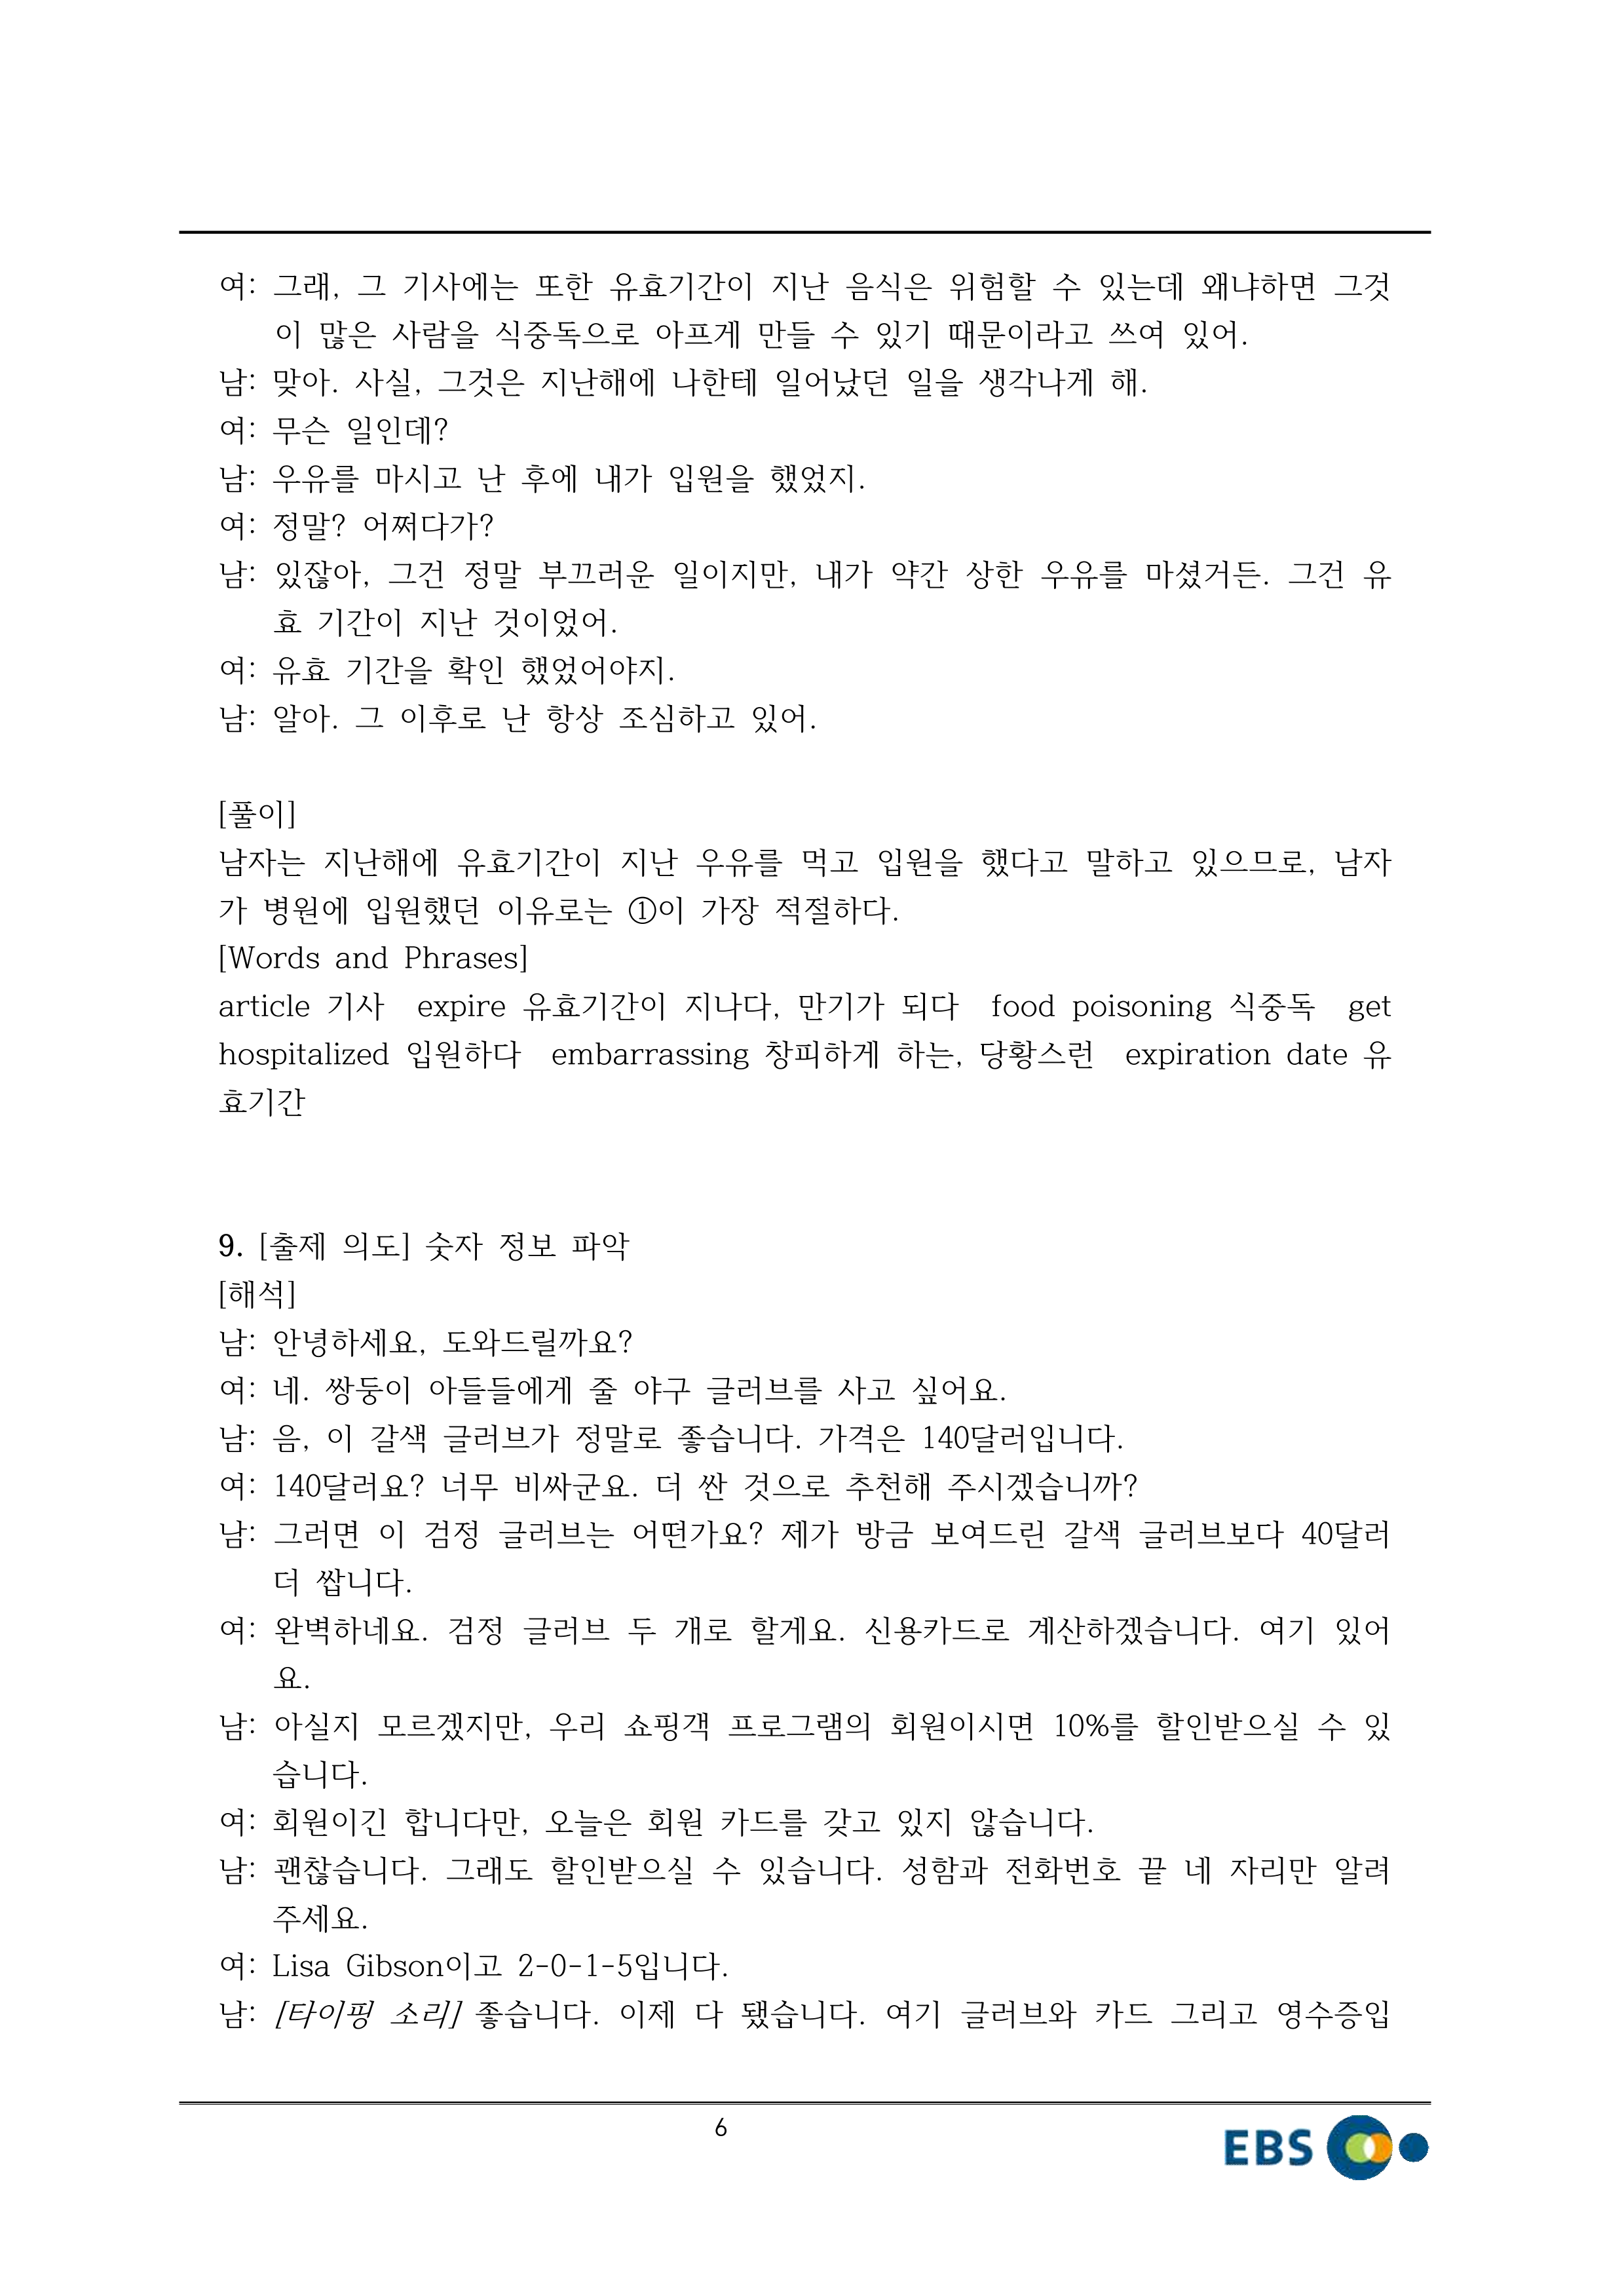 여: 그래, 그 기사에는 또한 유효기간이 지난 음식은 위험할 수 있는데 왜냐하면 그것
이 많은 사람을 식중독으로 아프게 만들 수 있기 때문이라고 쓰여 있어.
남: 맞아. 사실, 그것은 지난해에 나한테 일어났던 일을 생각나게 해.
여: 무슨 일인데?
남: 우유를 마시고 난 후에 내가 입원을 했었지.
여: 정말? 어쩌다가?
남: 있잖아, 그건 정말 부끄러운 일이지만, 내가 약간 상한 우유를 마셨거든. 그건 유
효 기간이 지난 것이었어.
여: 유효 기간을 확인 했었어야지.
남: 알아. 그 이후로 난 항상 조심하고 있어.
[풀이]
남자는 지난해에 유효기간이 지난 우유를 먹고 입원을 했다고 말하고 있으므로, 남자
가 병원에 입원했던 이유로는 ①이 가장 적절하다.
[Words and Phrases]
article 기사 expire 유효기간이 지나다, 만기가 되다 food poisoning 식중독 get
hospitalized 입원하다 embarrassing 창피하게 하는, 당황스런 expiration date 유
효기간
9. [출제 의도] 숫자 정보 파악
[해석]
남: 안녕하세요, 도와드릴까요?
여: 네. 쌍둥이 아들들에게 줄 야구 글러브를 사고 싶어요.
남: 음, 이 갈색 글러브가 정말로 좋습니다. 가격은 140달러입니다.
여: 140달러요? 너무 비싸군요. 더 싼 것으로 추천해 주시겠습니까?
남: 그러면 이 검정 글러브는 어떤가요? 제가 방금 보여드린 갈색 글러브보다 40달러
더 쌉니다.
여: 완벽하네요. 검정 글러브 두 개로 할게요. 신용카드로 계산하겠습니다. 여기 있어
요.
남: 아실지 모르겠지만, 우리 쇼핑객 프로그램의 회원이시면 10%를 할인받으실 수 있
습니다.
여: 회원이긴 합니다만, 오늘은 회원 카드를 갖고 있지 않습니다.
남: 괜찮습니다. 그래도 할인받으실 수 있습니다. 성함과 전화번호 끝 네 자리만 알려
주세요.
여: Lisa Gibson이고 2-0-1-5입니다.
남: [타이핑 소리] 좋습니다. 이제 다 됐습니다. 여기 글러브와 카드 그리고 영수증입
6
EBS